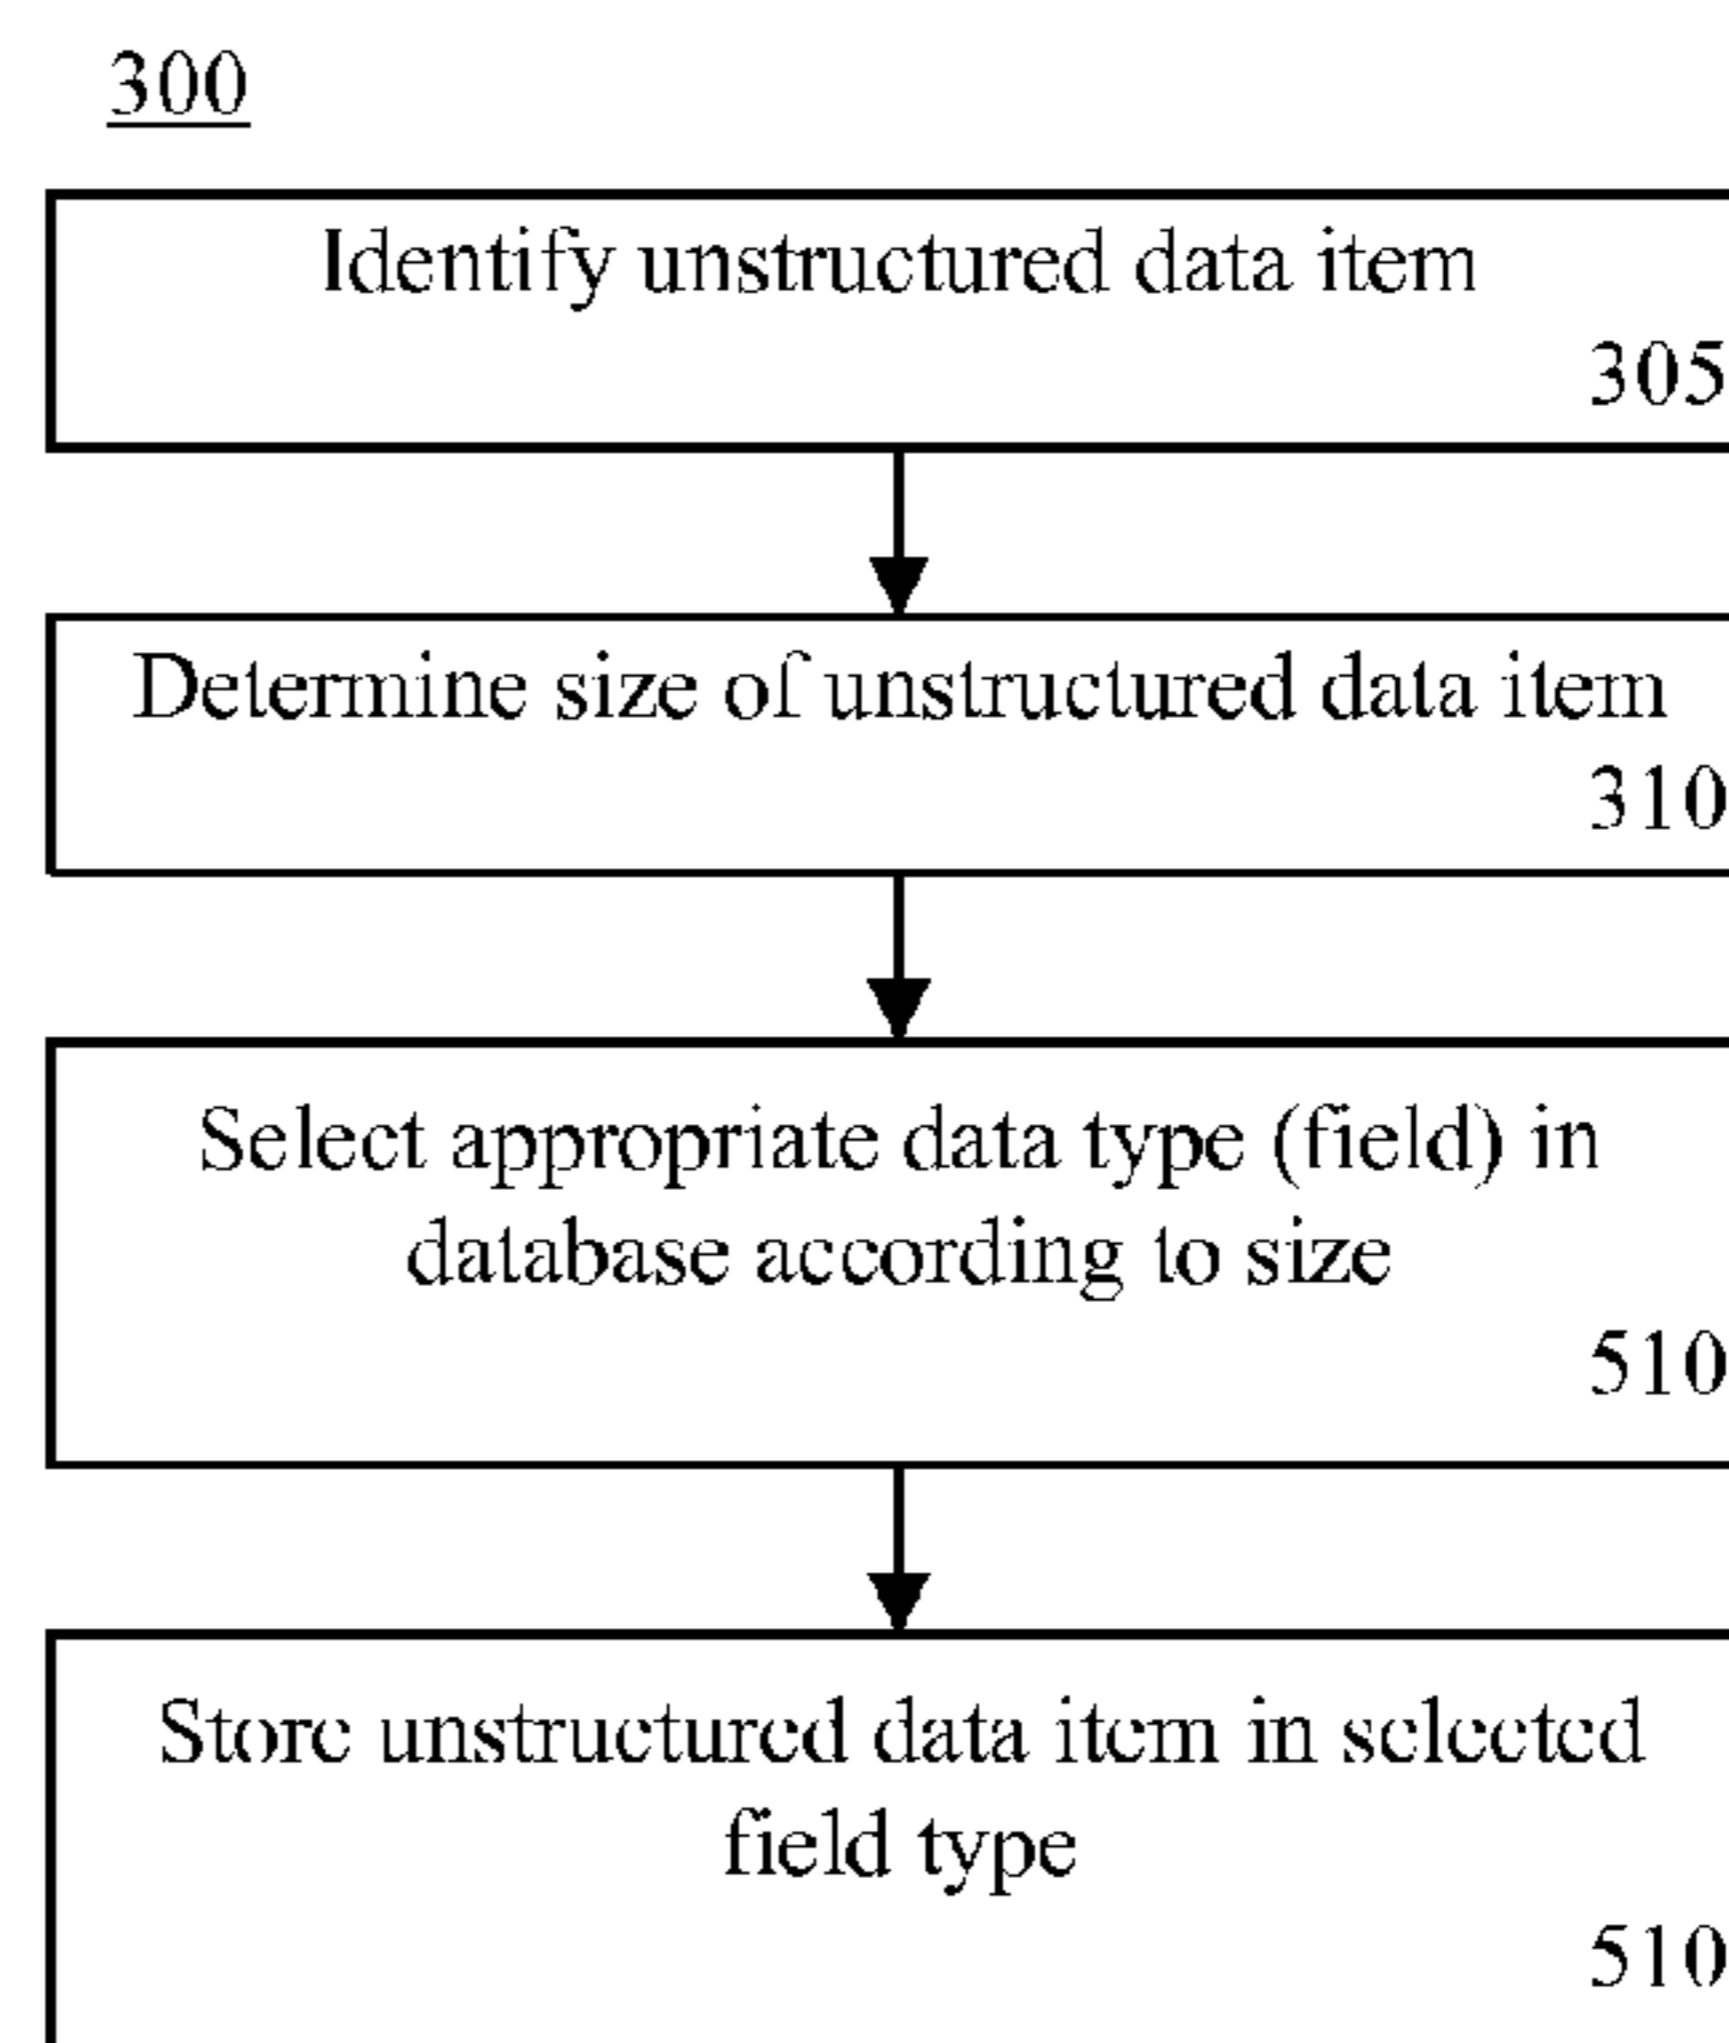 300
Identify unstructured data item
305
Determine size of unstructured data item
310
Select appropriate data type (field) in
database according to size
510
Store unstructured data item in selected
field type
510